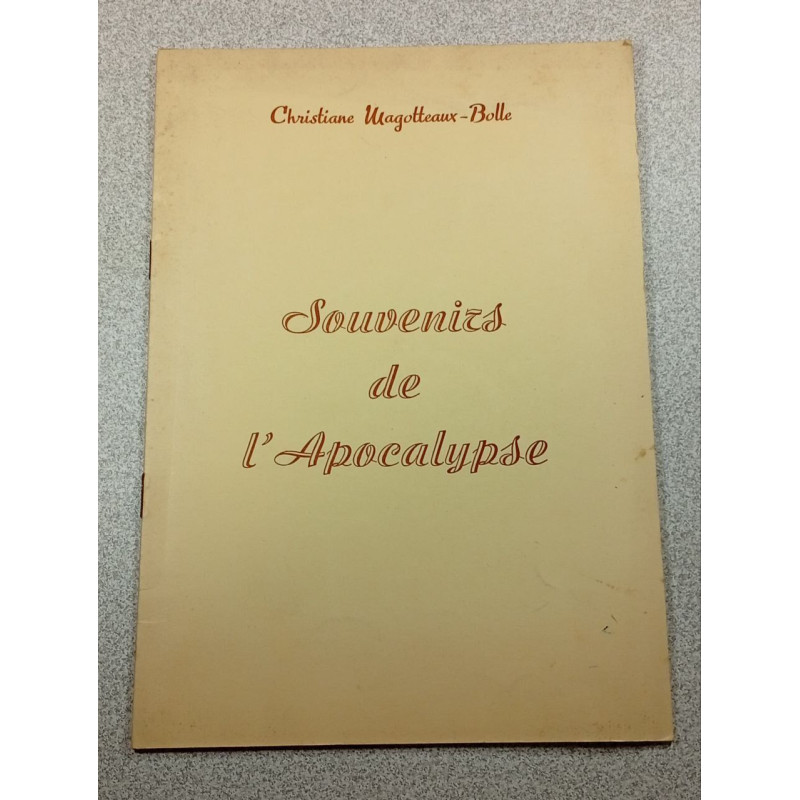 Christiane Magotteaux-Bolle
Souvenirs
de
l'Apocalypse